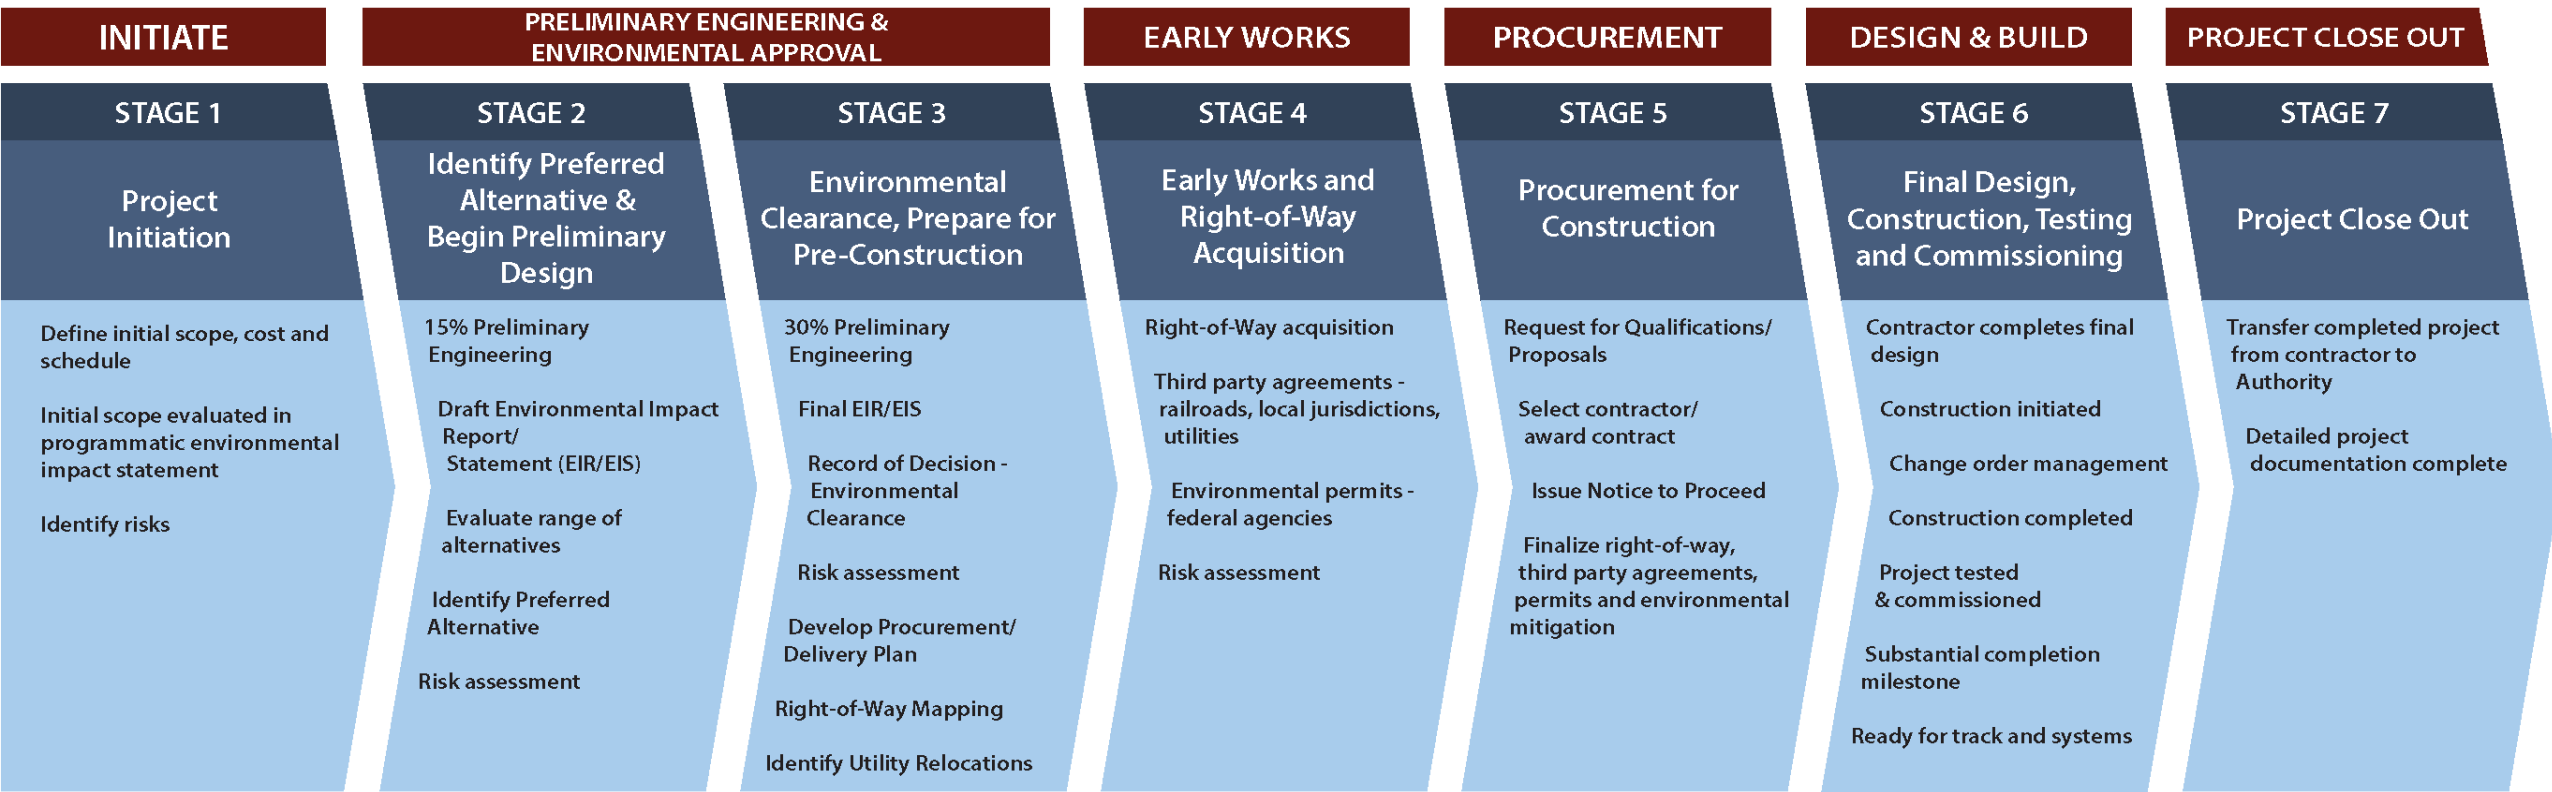 INITIATE
PRELIMINARY ENGINEERING &
ENVIRONMENTAL APPROVAL
EARLY WORKS
PROCUREMENT
DESIGN & BUILD
PROJECT CLOSE OUT
STAGE 1
Project
Initiation
Define initial scope, cost and
schedule
Initial scope evaluated in
programmatic environmental
impact statement
Identify risks
STAGE 2
Identify Preferred
Alternative &
Begin Preliminary
Design
15% Preliminary
Engineering
Draft Environmental Impact
Report/
Statement (EIR/EIS)
Evaluate range of
alternatives
Identify Preferred
Alternative
Risk assessment
STAGE 3
Environmental
Clearance, Prepare for
Pre-Construction
30% Preliminary
Engineering
Final EIR/EIS
Record of Decision -
Environmental
Clearance
Risk assessment
Develop Procurement/
Delivery Plan
Right-of-Way Mapping
Identify Utility Relocations
STAGE 4
Early Works and
Right-of-Way
Acquisition
Right-of-Way acquisition
Third party agreements -
railroads, local jurisdictions,
utilities
Environmental permits -
federal agencies
Risk assessment
STAGE 5
Procurement for
Construction
Request for Qualifications/
Proposals
Select contractor/
award contract
Issue Notice to Proceed
Finalize right-of-way,
third party agreements,
permits and environmental
mitigation
STAGE 6
Final Design,
Construction, Testing
and Commissioning
Contractor completes final
design
Construction initiated
Change order management
Construction completed
Project tested
& commissioned
Substantial completion
milestone
Ready for track and systems
STAGE 7
Project Close Out
Transfer completed project
from contractor to
Authority
Detailed project
documentation complete